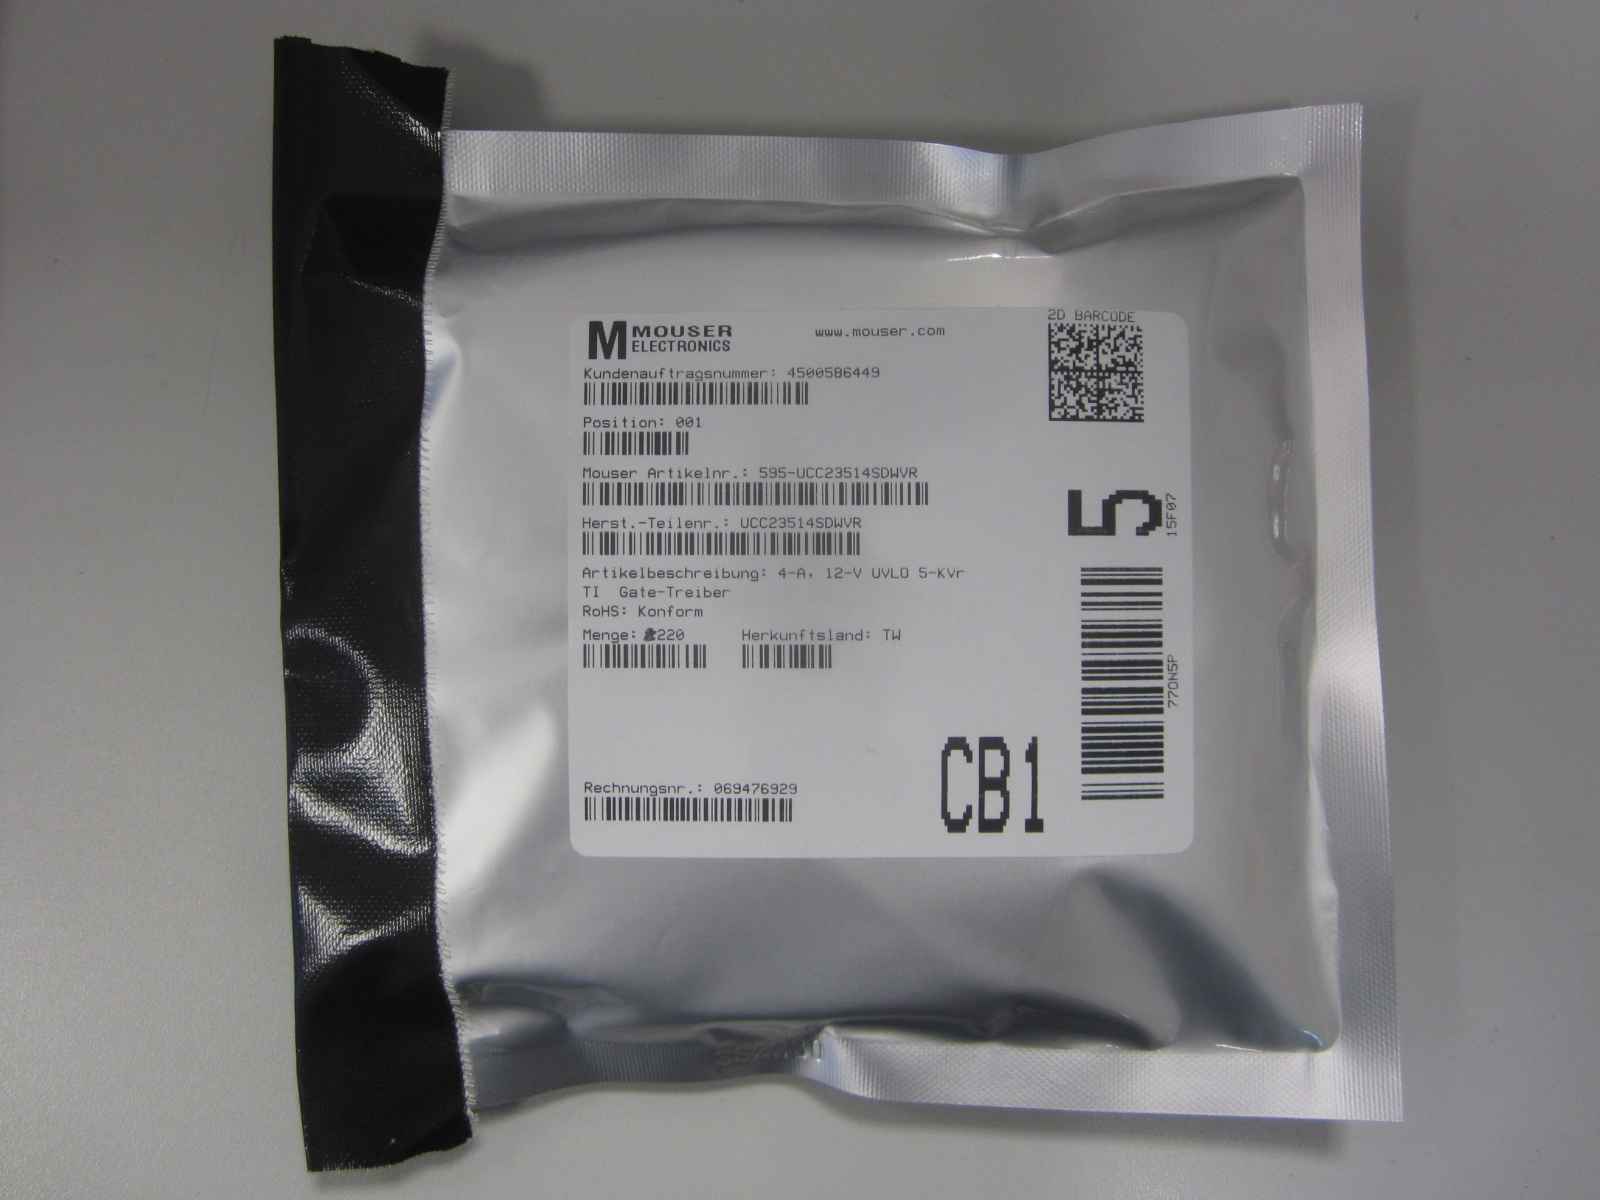 M MOUSER
ELECTRONICS
www.mouser.com
2D BARCODE
Kundenauftragsnummer: 4500586449
Position: 001
Mouser Artikelnr.: 595-UCC23514SDWVR
Herst.-Teilenr.: UCC23514SDWVR
Artikelbeschreibung: 4-A, 12-V UVLO 5-KVr
TI Gate-Treiber
RoHS: Konform
Menge: 220
Herkunftsland: TW
Rechnungsnr.: 069476929
5
15F07
770N5P
CB1